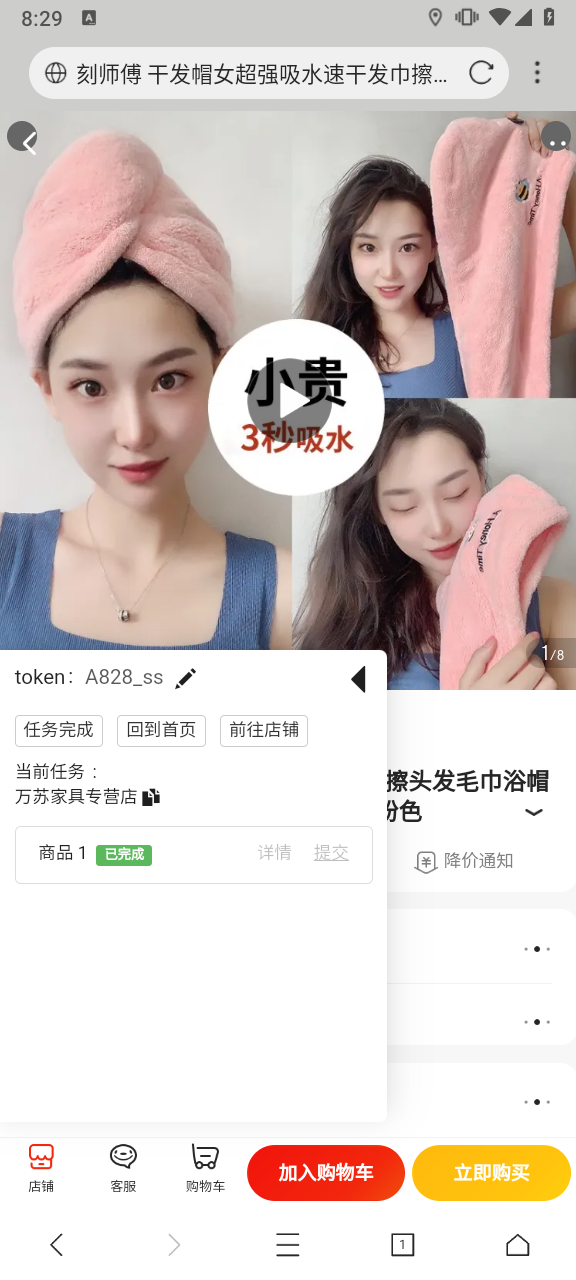 8:29
A
刻师傅 干发帽女超强吸水速干发巾擦...
A Honey Time
小贵
3秒吸水
A Honey Time
1/8
token: A828_ss
任务完成 回到首页 前往店铺
当前任务：
万苏家具专营店
擦头发毛巾浴帽
粉色
商品 1 已完成 详情 提交
降价通知
店铺 客服 购物车 加入购物车 立即购买
1